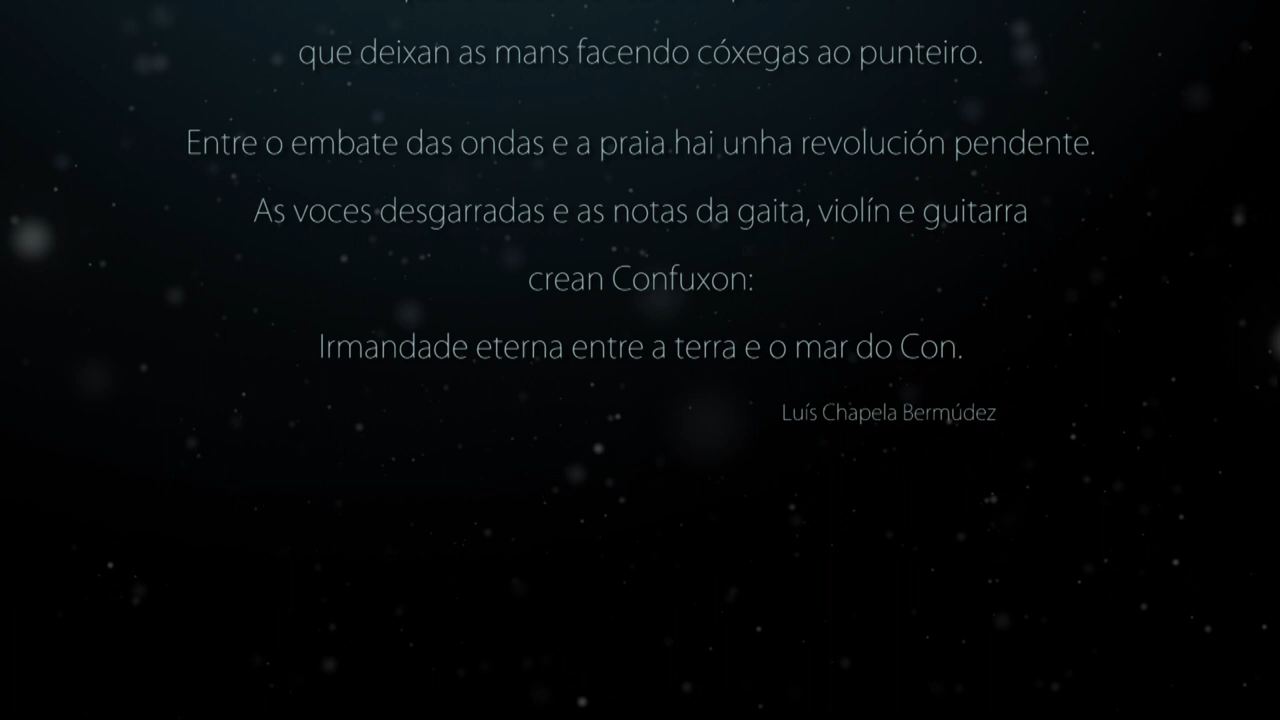 que deixan as mans facendo cóxegas ao punteiro.
Entre o embate das ondas e a praia hai unha revolución pendente.
As voces desgarradas e as notas da gaita, violín e guitarra
crean Confuxon:
Irmandade eterna entre a terra e o mar do Con.
Luís Chapela Bermúdez